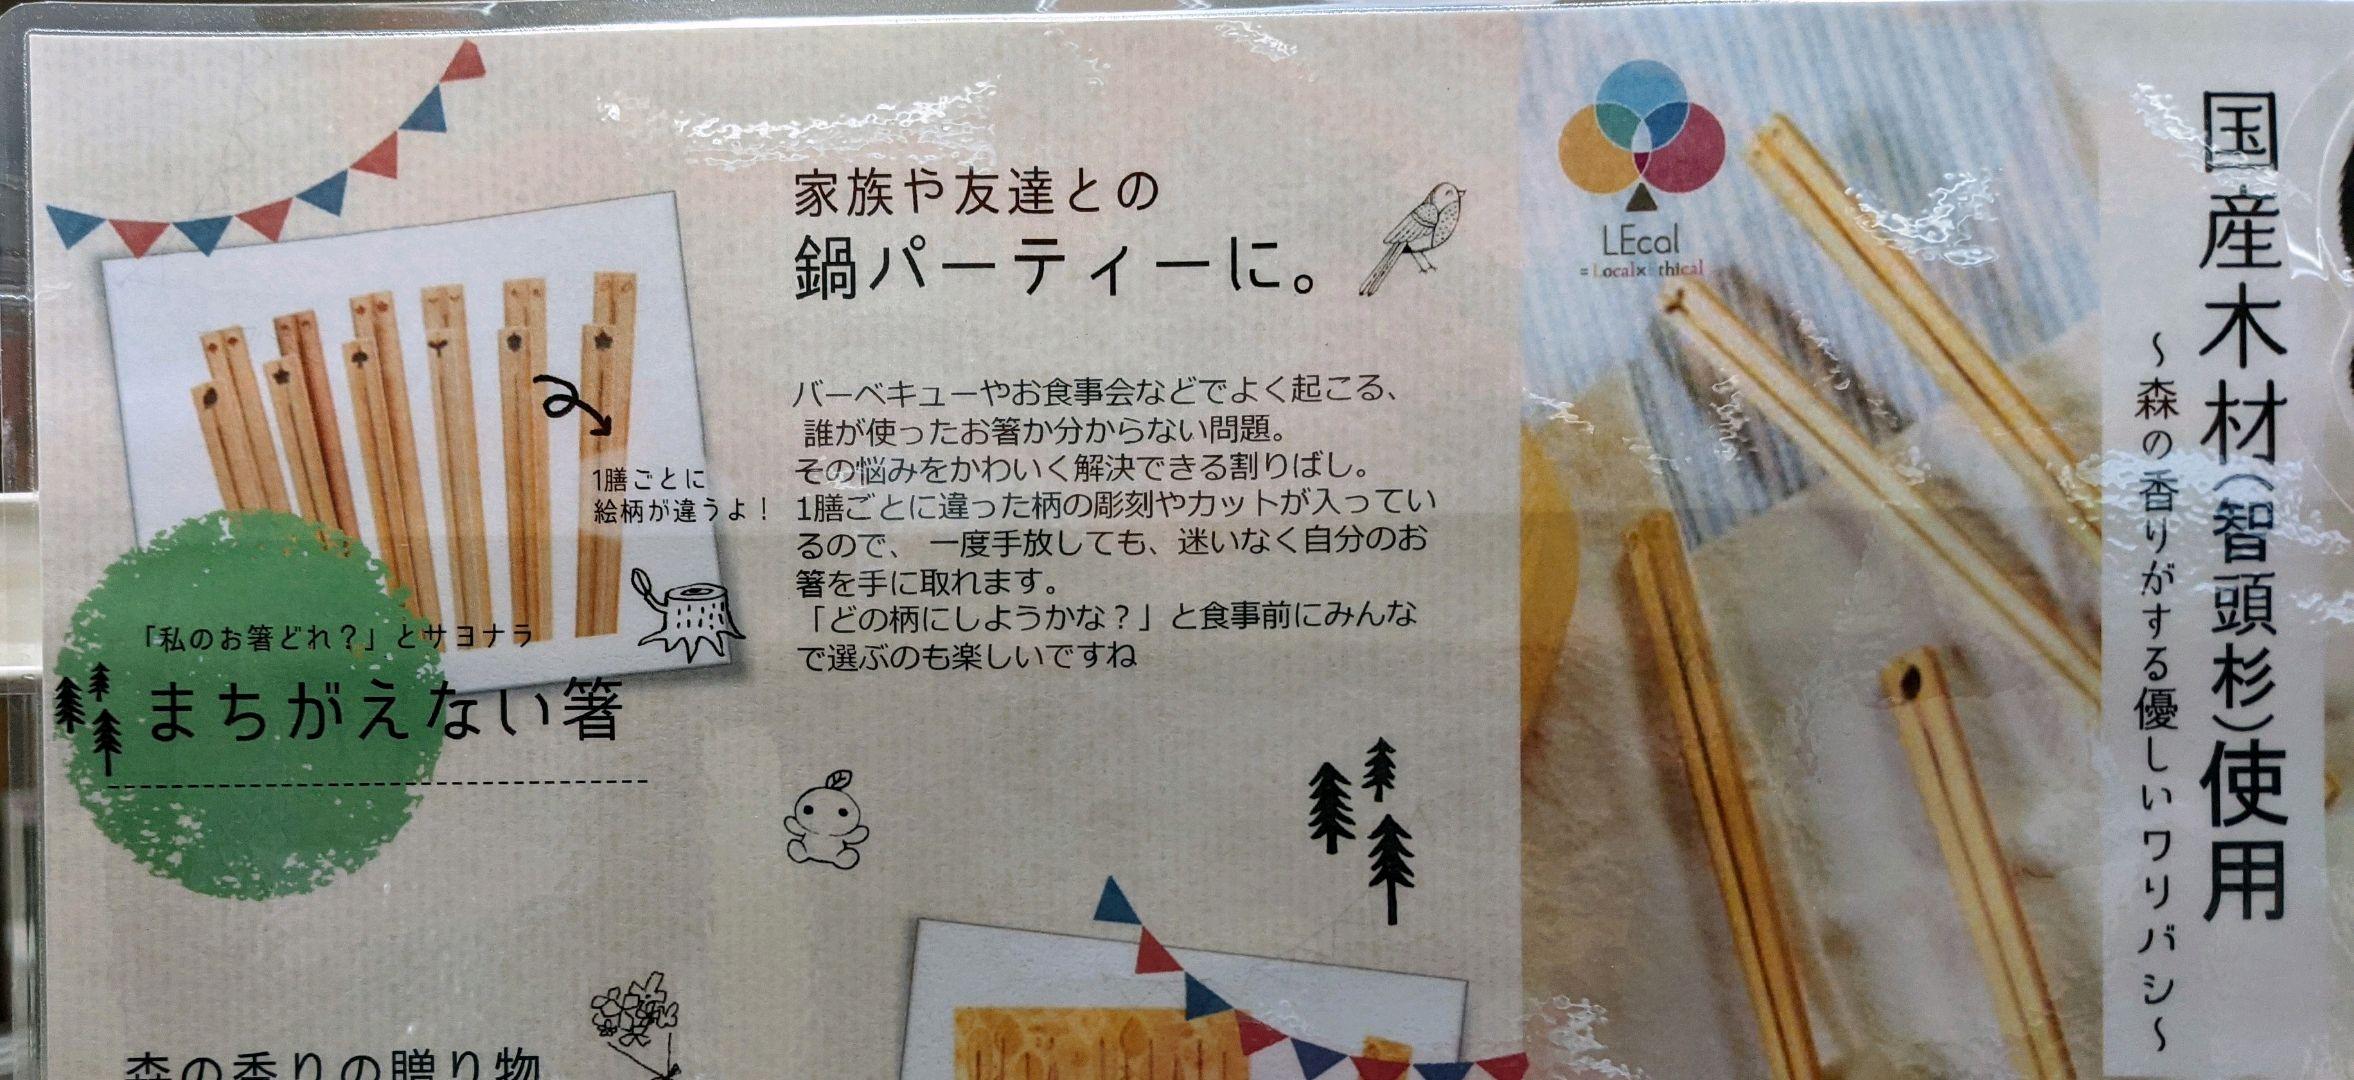 国産木材(智頭杉)使用
～森の香りがする優しいワリバシ～
LEcal
=Local×Ethical
家族や友達との
鍋パーティーに。
バーベキューやお食事会などでよく起こる、
誰が使ったお箸か分からない問題。
その悩みをかわいく解決できる割りばし。
1膳ごとに違った柄の彫刻やカットが入ってい
るので、 一度手放しても、迷いなく自分のお
箸を手に取れます。
「どの柄にしようかな？」と食事前にみんな
で選ぶのも楽しいですね
1膳ごとに
絵柄が違うよ！
「私のお箸どれ？」とサヨナラ
まちがえない箸
森の香りの贈り物